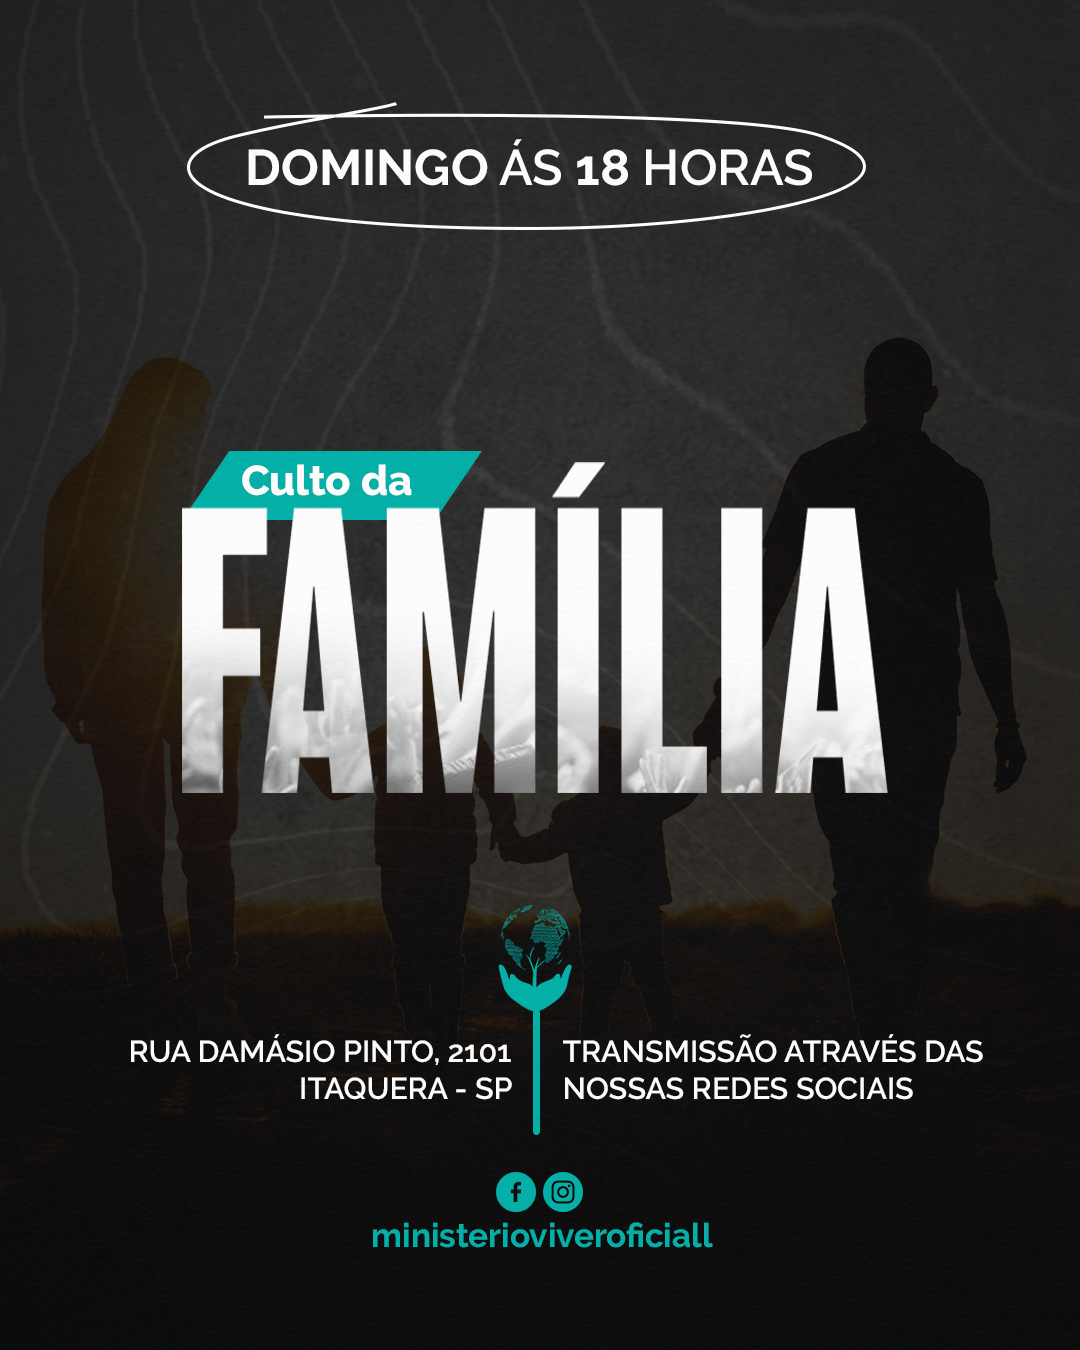 DOMINGO ÁS 18 HORAS
Culto da
FAMÍLIA
RUA DAMÁSIO PINTO, 2101
ITAQUERA - SP
TRANSMISSÃO ATRAVÉS DAS
NOSSAS REDES SOCIAIS
ministerioviveroficiall